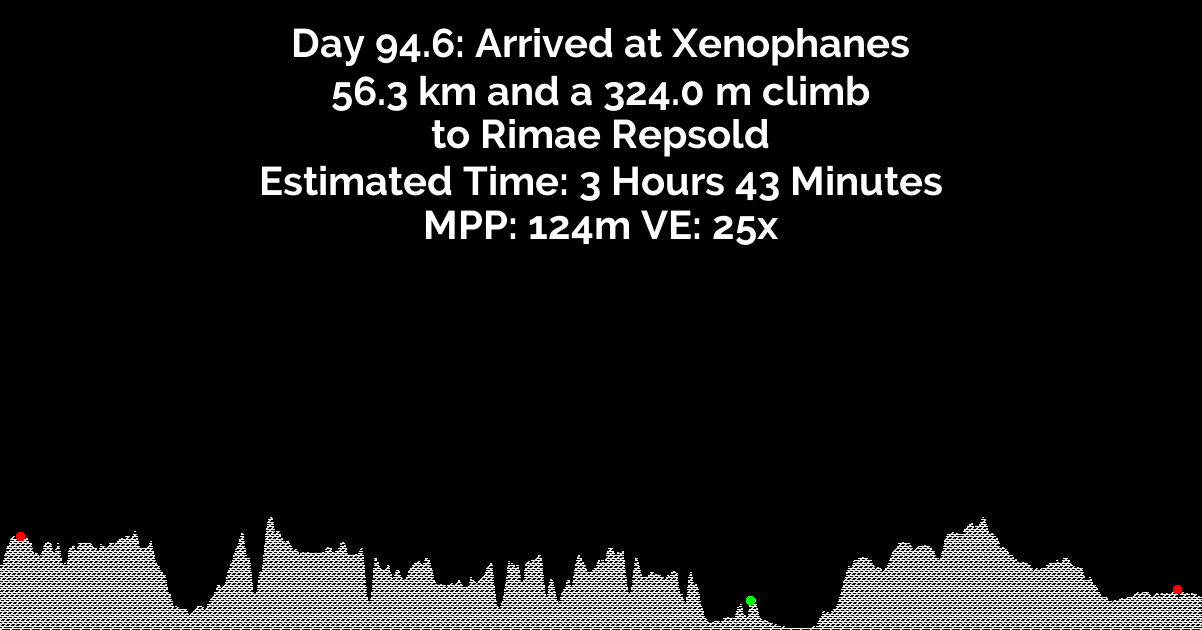 Day 94.6: Arrived at Xenophanes
56.3 km and a 324.0 m climb
to Rimae Repsold
Estimated Time: 3 Hours 43 Minutes
MPP: 124m VE: 25x